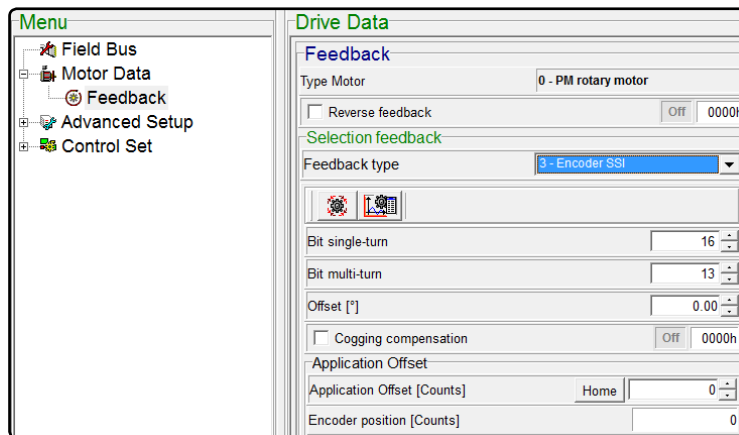 Menu
Field Bus
Motor Data
Feedback
Advanced Setup
Control Set
Drive Data
Feedback
Type Motor 0 - PM rotary motor
Reverse feedback Off 0000h
Selection feedback
Feedback type 3 - Encoder SSI
Bit single-turn 16
Bit multi-turn 13
Offset [°] 0.00
Cogging compensation Off 0000h
Application Offset
Application Offset [Counts] Home 0
Encoder position [Counts] 0